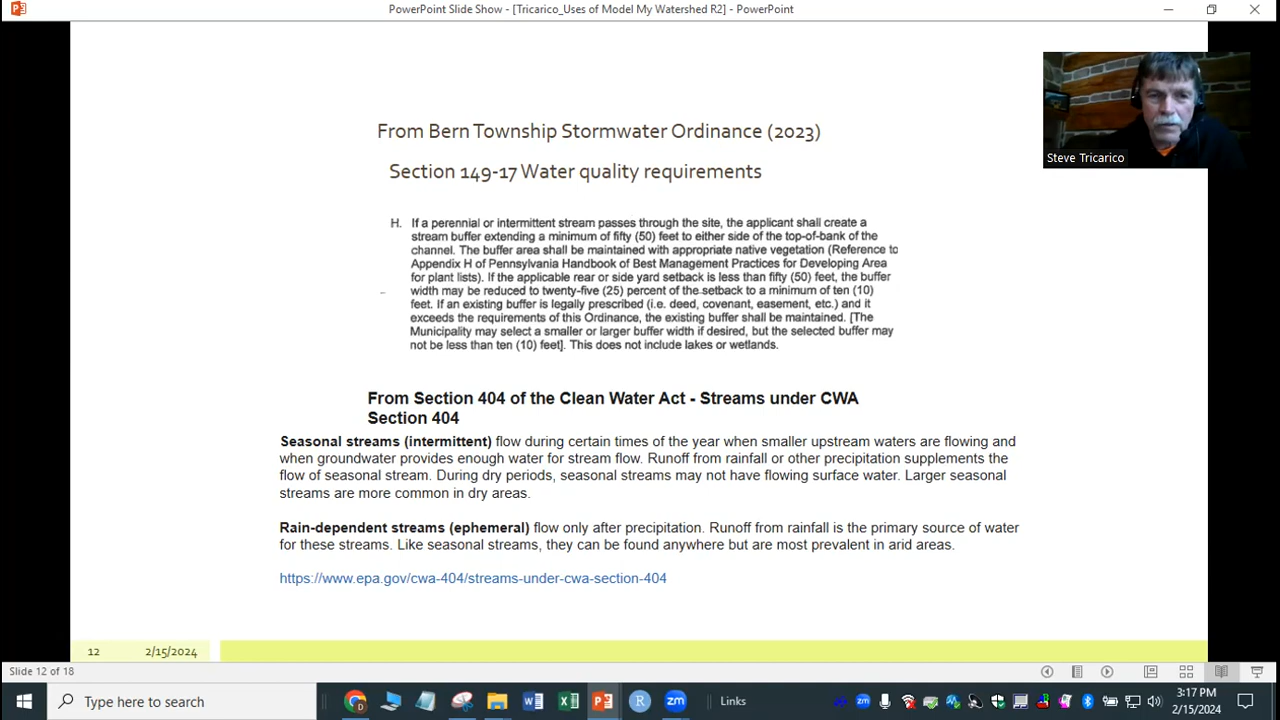 PowerPoint Slide Show - [Tricarico_Uses of Model My Watershed R2] - PowerPoint
Steve Tricarico
From Bern Township Stormwater Ordinance (2023)
Section 149-17 Water quality requirements
H. If a perennial or intermittent stream passes through the site, the applicant shall create a
stream buffer extending a minimum of fifty (50) feet to either side of the top-of-bank of the
channel. The buffer area shall be maintained with appropriate native vegetation (Reference to
Appendix H of Pennsylvania Handbook of Best Management Practices for Developing Area
for plant lists). If the applicable rear or side yard setback is less than fifty (50) feet, the buffer
width may be reduced to twenty-five (25) percent of the setback to a minimum of ten (10)
feet. If an existing buffer is legally prescribed (i.e. deed, covenant, easement, etc.) and it
exceeds the requirements of this Ordinance, the existing buffer shall be maintained. [The
Municipality may select a smaller or larger buffer width if desired, but the selected buffer may
not be less than ten (10) feet]. This does not include lakes or wetlands.
From Section 404 of the Clean Water Act - Streams under CWA
Section 404
Seasonal streams (intermittent) flow during certain times of the year when smaller upstream waters are flowing and
when groundwater provides enough water for stream flow. Runoff from rainfall or other precipitation supplements the
flow of seasonal stream. During dry periods, seasonal streams may not have flowing surface water. Larger seasonal
streams are more common in dry areas.
Rain-dependent streams (ephemeral) flow only after precipitation. Runoff from rainfall is the primary source of water
for these streams. Like seasonal streams, they can be found anywhere but are most prevalent in arid areas.
https://www.epa.gov/cwa-404/streams-under-cwa-section-404
12 2/15/2024
Slide 12 of 18
Type here to search
Links
3:17 PM
2/15/2024